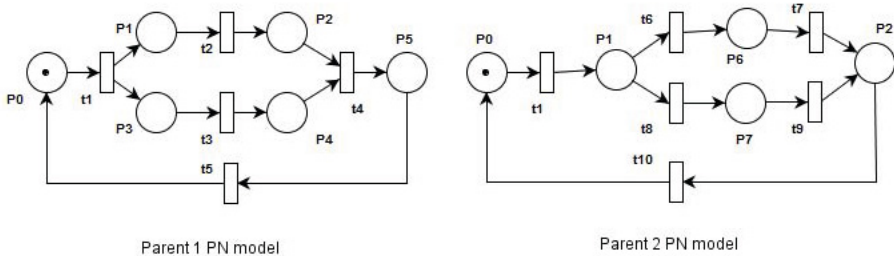 P1
t2
P2
P5
P0
t1
P3
t3
P4
t4
t5
Parent 1 PN model
t6
t7
P0
P1
P6
P2
t1
t8
P7
t9
t10
Parent 2 PN model